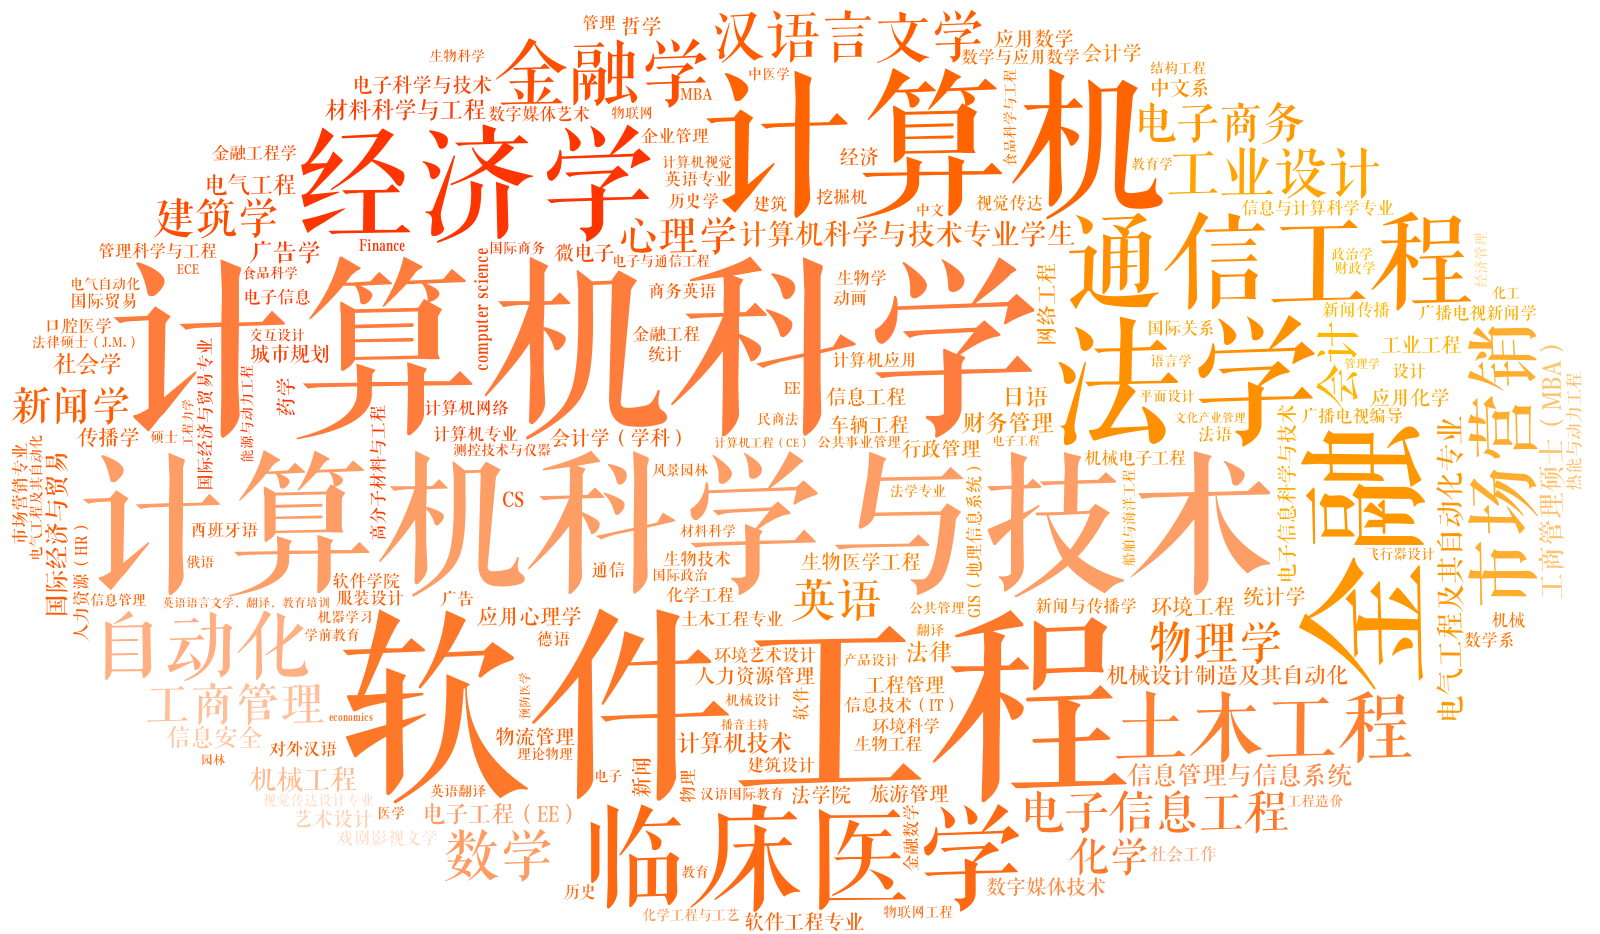 管理
哲学
汉语言文学
应用数学
数学与应用数学
会计学
生物科学
金融学
中医学
结构工程
中文系
电子科学与技术
MBA
材料科学与工程
数字媒体艺术
物联网
计算机
食品科学与工程
电子商务
经济学
企业管理
金融工程学
计算机视觉
经济
教育学
工业设计
电气工程
英语专业
历史学
建筑
挖掘机
中文
视觉传达
信息与计算科学专业
建筑学
心理学
计算机科学与技术专业学生
通信工程
管理科学与工程
广告学
Finance
国际商务
微电子
电子与通信工程
政治学
财政学
经济管理
ECE
食品科学
computer science
生物学
网络工程
电气自动化
国际贸易
电子信息
计算机科学
商务英语
动画
化工
新闻传播
广播电视新闻学
口腔医学
交互设计
金融工程
法学
国际关系
会计
工业工程
市场营销
法律硕士（J.M.）
城市规划
统计
计算机应用
语言学
管理学
社会学
国际经济与贸易专业
能源与动力工程
药学
EE
信息工程
日语
平面设计
设计
应用化学
工商管理硕士（MBA）
热能与动力工程
新闻学
工程力学
计算机网络
民商法
车辆工程
财务管理
文化产业管理
广播电视编导
传播学
硕士
高分子材料与工程
计算机专业
会计学（学科）
计算机工程（CE）
公共事业管理
行政管理
电子工程
法语
电子信息科学与技术
金融
电气工程及其自动化专业
市场营销专业
电气工程及其自动化
国际经济与贸易
测控技术与仪器
机械电子工程
计算机科学与技术
风景园林
CS
法学专业
GIS（地理信息系统）
船舶与海洋工程
西班牙语
材料科学
人力资源（HR）
俄语
通信
生物技术
国际政治
生物医学工程
飞行器设计
软件学院
化学工程
信息管理
英语语言文学，翻译，教育培训
服装设计
广告
英语
公共管理
新闻与传播学
环境工程
统计学
机械
数学系
机器学习
应用心理学
土木工程专业
自动化
学前教育
德语
软件工程
翻译
物理学
环境艺术设计
产品设计
法律
人力资源管理
工程管理
机械设计制造及其自动化
工商管理
预防医学
机械设计
软件
信息技术（IT）
economics
播音主持
环境科学
土木工程
信息安全
对外汉语
物流管理
计算机技术
生物工程
园林
理论物理
建筑设计
机械工程
电子
新闻
物理
信息管理与信息系统
视觉传达设计专业
英语翻译
汉语国际教育
法学院
旅游管理
艺术设计
医学
电子工程（EE）
临床医学
金融数学
电子信息工程
工程造价
戏剧影视文学
数学
化学
社会工作
教育
历史
数字媒体技术
化学工程与工艺
软件工程专业
物联网工程